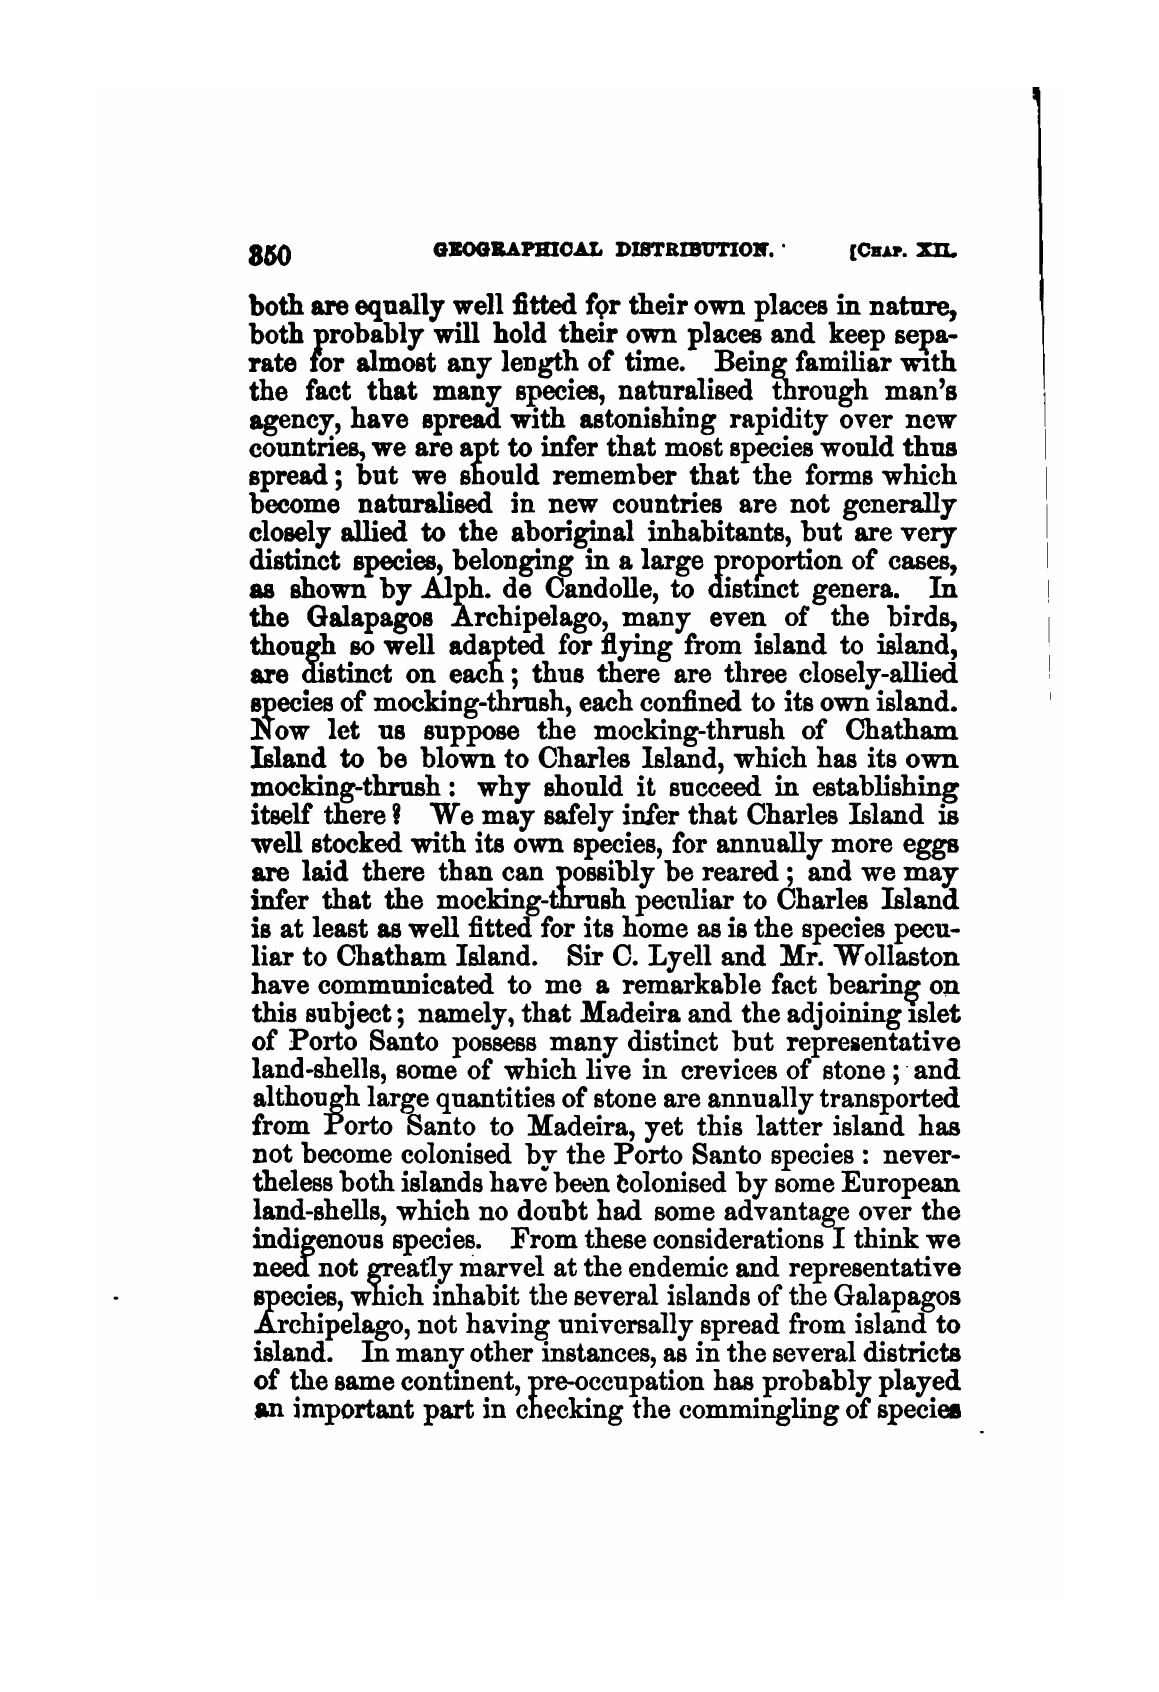 350 GEOGRAPHICAL DISTRIBUTION. [CHAP. XII.
both are equally well fitted for their own places in nature,
both probably will hold their own places and keep sepa-
rate for almost any length of time. Being familiar with
the fact that many species, naturalised through man's
agency, have spread with astonishing rapidity over new
countries, we are apt to infer that most species would thus
spread; but we should remember that the forms which
become naturalised in new countries are not generally
closely allied to the aboriginal inhabitants, but are very
distinct species, belonging in a large proportion of cases,
as shown by Alph. de Candolle, to distinct genera. In
the Galapagos Archipelago, many even of the birds,
though so well adapted for flying from island to island,
are distinct on each; thus there are three closely-allied
species of mocking-thrush, each confined to its own island.
Now let us suppose the mocking-thrush of Chatham
Island to be blown to Charles Island, which has its own
mocking-thrush: why should it succeed in establishing
itself there? We may safely infer that Charles Island is
well stocked with its own species, for annually more eggs
are laid there than can possibly be reared; and we may
infer that the mocking-thrush peculiar to Charles Island
is at least as well fitted for its home as is the species pecu-
liar to Chatham Island. Sir C. Lyell and Mr. Wollaston
have communicated to me a remarkable fact bearing on
this subject; namely, that Madeira and the adjoining islet
of Porto Santo possess many distinct but representative
land-shells, some of which live in crevices of stone; and
although large quantities of stone are annually transported
from Porto Santo to Madeira, yet this latter island has
not become colonised by the Porto Santo species: never-
theless both islands have been colonised by some European
land-shells, which no doubt had some advantage over the
indigenous species. From these considerations I think we
need not greatly marvel at the endemic and representative
species, which inhabit the several islands of the Galapagos
Archipelago, not having universally spread from island to
island. In many other instances, as in the several districts
of the same continent, pre-occupation has probably played
an important part in checking the commingling of species